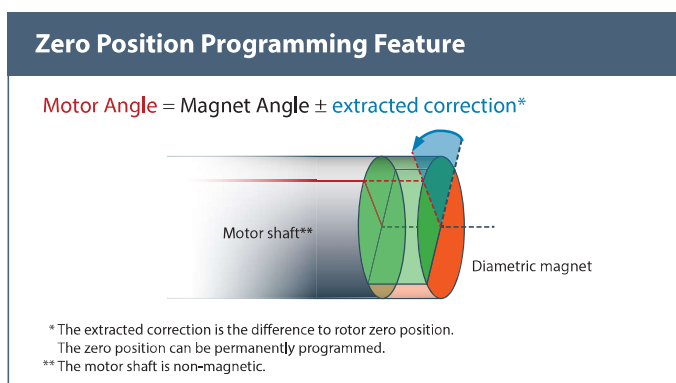 Zero Position Programming Feature
Motor Angle = Magnet Angle ± extracted correction*
Motor shaft**
Diametric magnet
* The extracted correction is the difference to rotor zero position.
The zero position can be permanently programmed.
** The motor shaft is non-magnetic.